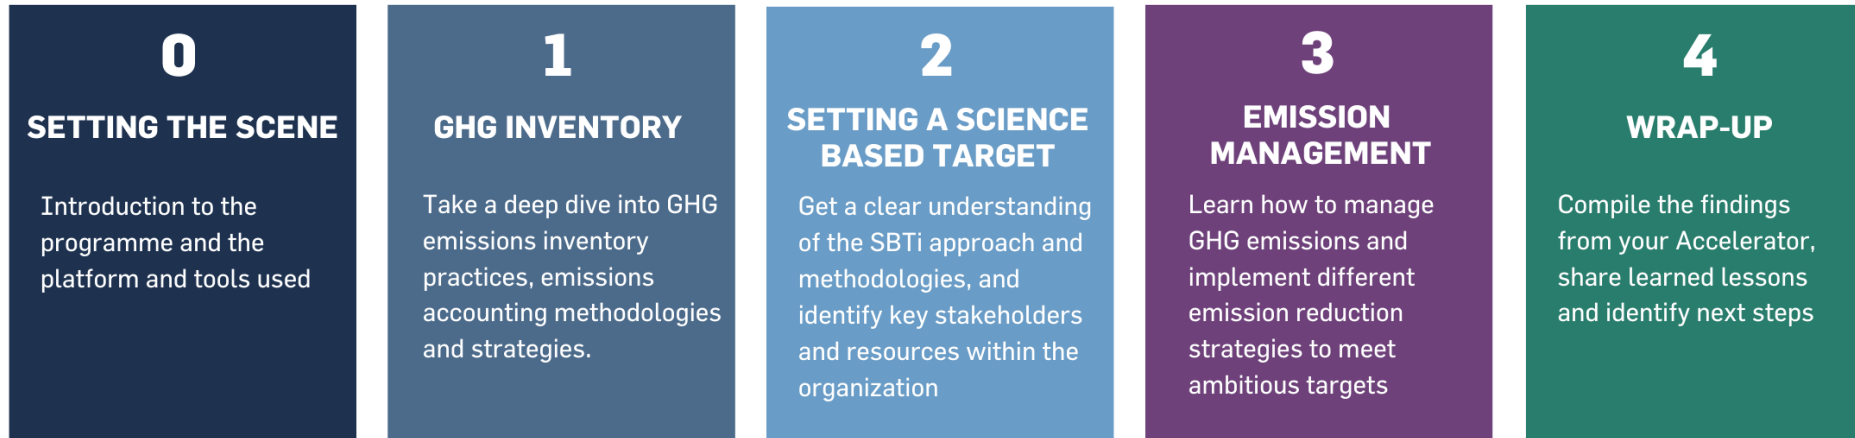 0
SETTING THE SCENE
Introduction to the
programme and the
platform and tools used
1
GHG INVENTORY
Take a deep dive into GHG
emissions inventory
practices, emissions
accounting methodologies
and strategies.
2
SETTING A SCIENCE
BASED TARGET
Get a clear understanding
of the SBTi approach and
methodologies, and
identify key stakeholders
and resources within the
organization
3
EMISSION
MANAGEMENT
Learn how to manage
GHG emissions and
implement different
emission reduction
strategies to meet
ambitious targets
4
WRAP-UP
Compile the findings
from your Accelerator,
share learned lessons
and identify next steps